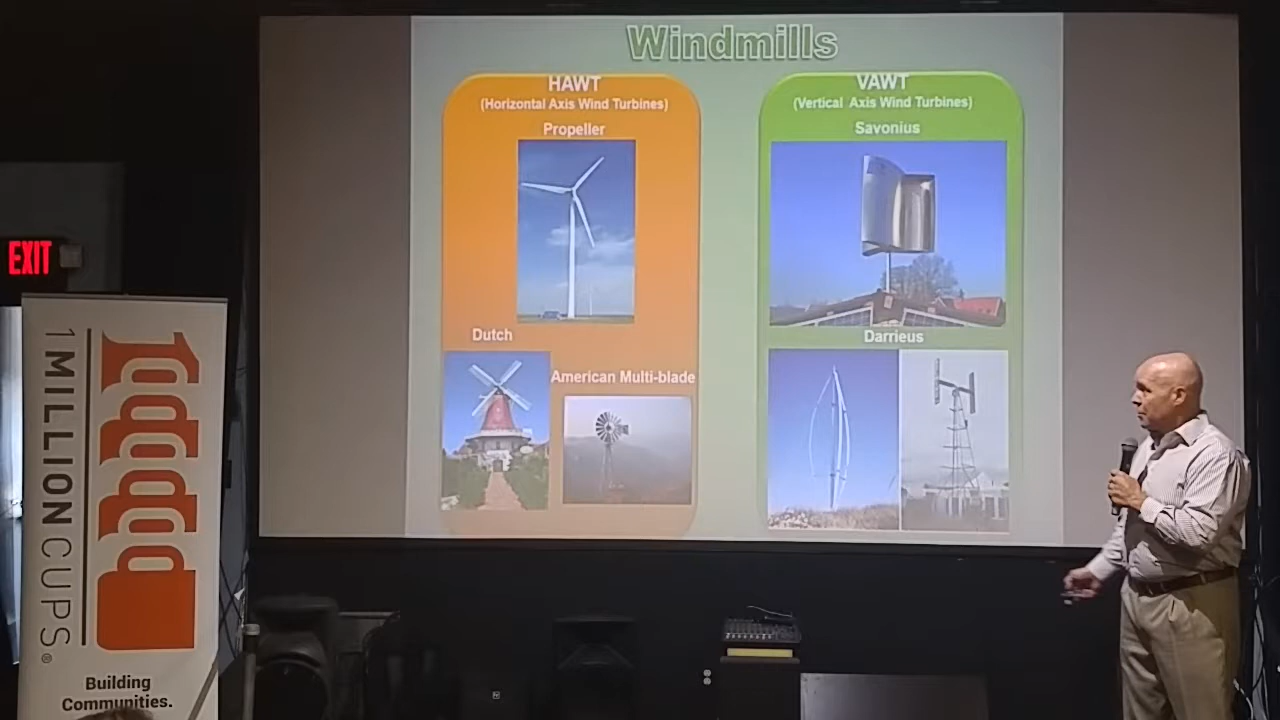 Windmills
HAWT
(Horizontal Axis Wind Turbines)
Propeller
Dutch
American Multi-blade
VAWT
(Vertical Axis Wind Turbines)
Savonius
Darrieus
EXIT
1 MILLION CUPS®
Building
Communities.